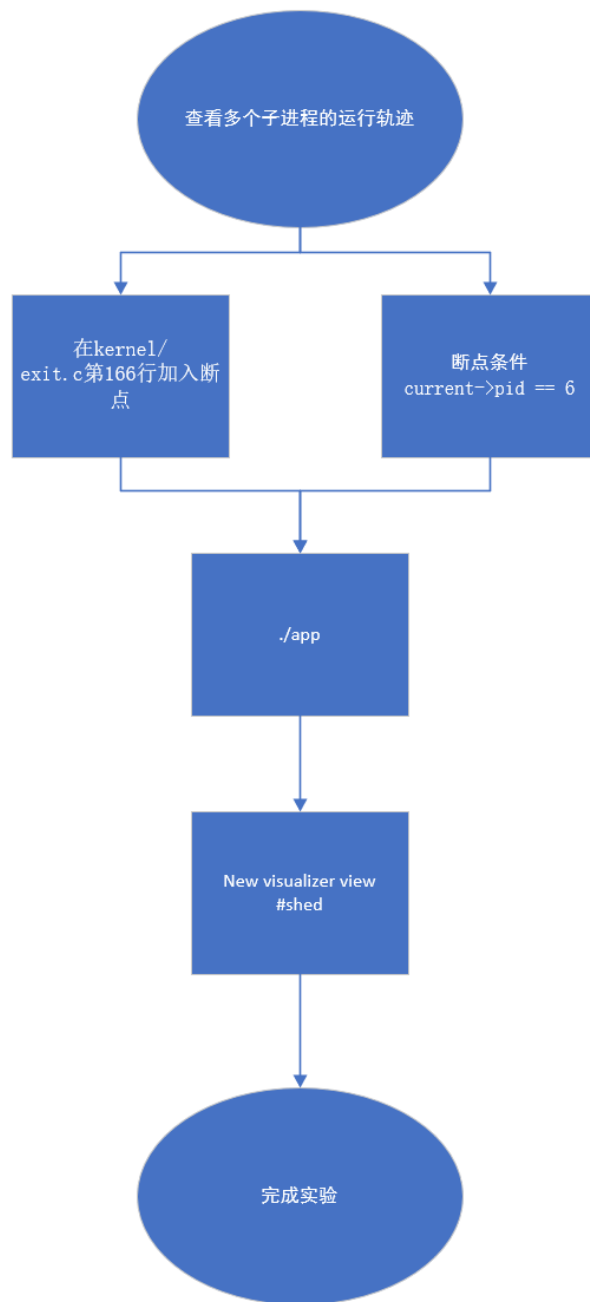 查看多个子进程的运行轨迹
在kernel/
exit.c第166行加入断
点
断点条件
current->pid == 6
./app
New visualizer view
#shed
完成实验